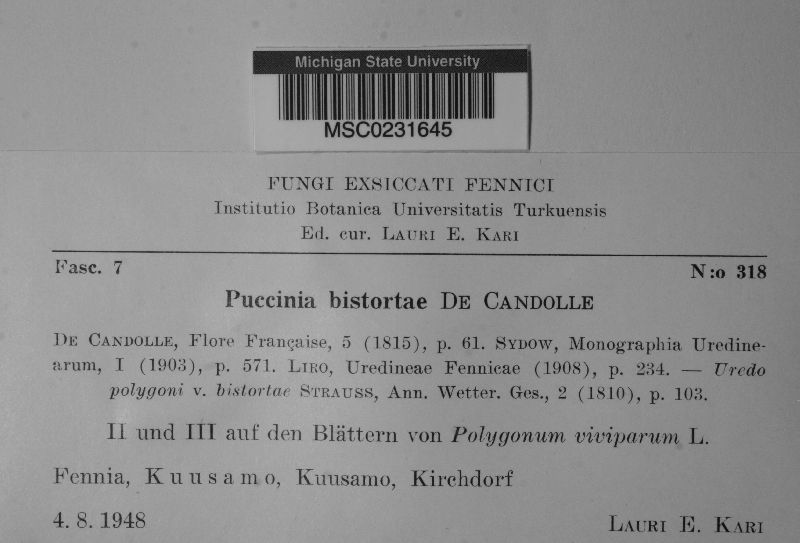 Michigan State University
MSC0231645
FUNGI EXSICCATI FENNICI
Institutio Botanica Universitatis Turkuensis
Ed. cur. LAURI E. KARI
Fasc. 7 N:o 318
Puccinia bistortae DE CANDOLLE
DE CANDOLLE, Flore Française, 5 (1815), p. 61. SYDOW, Monographia Uredine-
arum, I (1903), p. 571. LIRO, Uredineae Fennicae (1908), p. 234. — Uredo
polygoni v. bistortae STRAUSS, Ann. Wetter. Ges., 2 (1810), p. 103.
II und III auf den Blättern von Polygonum viviparum L.
Fennia, Kuusamo, Kuusamo, Kirchdorf
4. 8. 1948 LAURI E. KARI